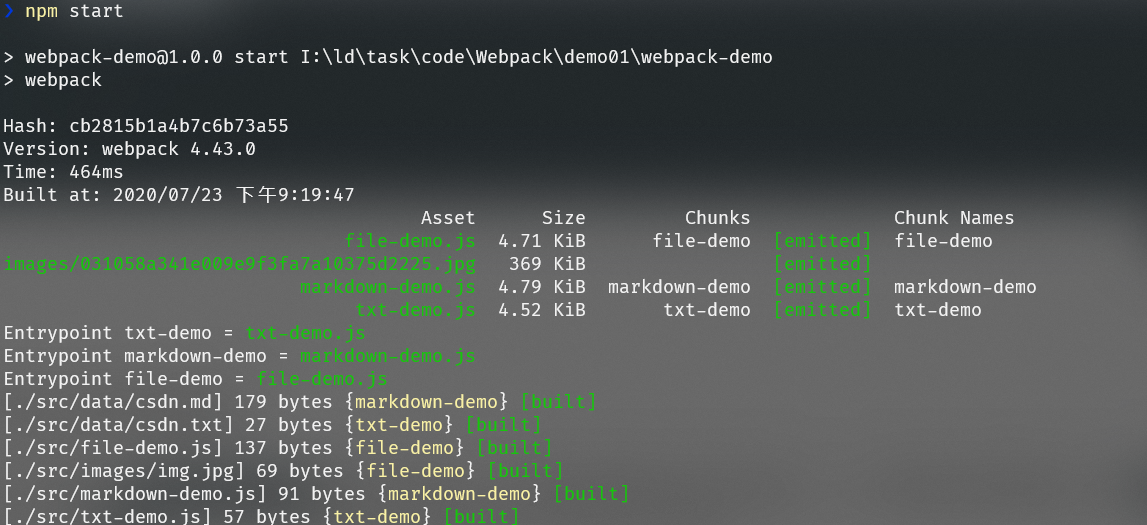 ❯ npm start
> webpack-demo@1.0.0 start I:\ld\task\code\Webpack\demo01\webpack-demo
> webpack
Hash: cb2815b1a4b7c6b73a55
Version: webpack 4.43.0
Time: 464ms
Built at: 2020/07/23 下午9:19:47
Asset Size Chunks Chunk Names
file-demo.js 4.71 KiB file-demo [emitted] file-demo
images/031058a341e009e9f3fa7a10375d2225.jpg 369 KiB [emitted]
markdown-demo.js 4.79 KiB markdown-demo [emitted] markdown-demo
txt-demo.js 4.52 KiB txt-demo [emitted] txt-demo
Entrypoint txt-demo = txt-demo.js
Entrypoint markdown-demo = markdown-demo.js
Entrypoint file-demo = file-demo.js
[./src/data/csdn.md] 179 bytes {markdown-demo} [built]
[./src/data/csdn.txt] 27 bytes {txt-demo} [built]
[./src/file-demo.js] 137 bytes {file-demo} [built]
[./src/images/img.jpg] 69 bytes {file-demo} [built]
[./src/markdown-demo.js] 91 bytes {markdown-demo} [built]
[./src/txt-demo.js] 57 bytes {txt-demo} [built]